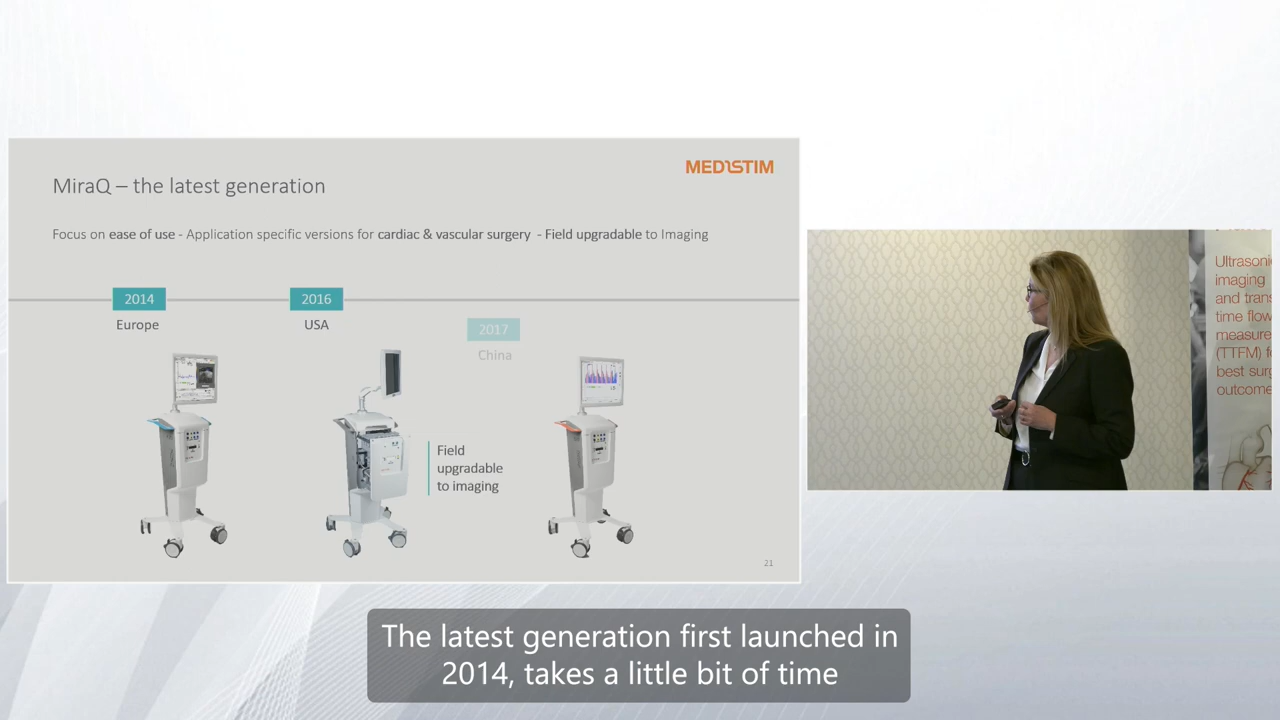 MEDISTIM
MiraQ – the latest generation
Focus on ease of use - Application specific versions for cardiac & vascular surgery - Field upgradable to Imaging
2014
2016
2017
Europe
USA
China
Field
upgradable
to imaging
21
Ultrasonic
imaging
and trans
time flow
measure
(TTFM) f
best surg
outcome
The latest generation first launched in
2014, takes a little bit of time